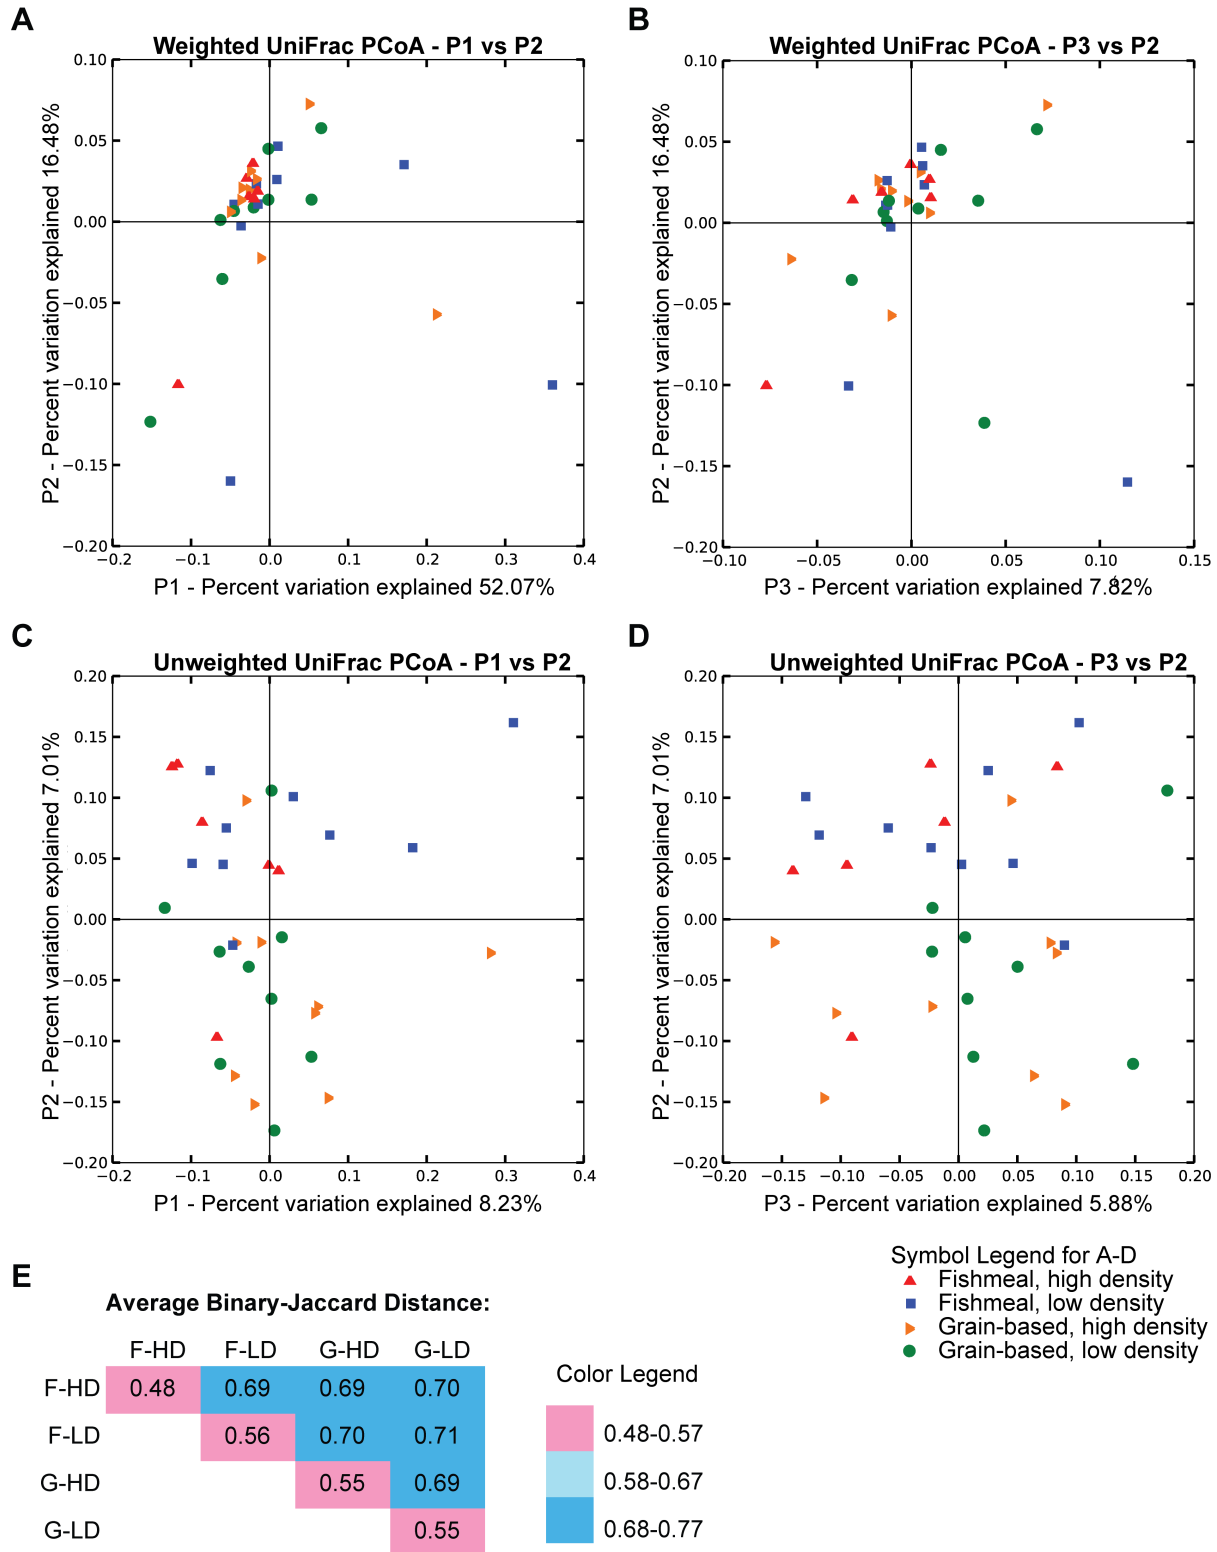 A
Weighted UniFrac PCoA - P1 vs P2
P2 - Percent variation explained 16.48%
0.10
0.05
0.00
−0.05
−0.10
−0.15
−0.20
−0.2
−0.1
0.0
0.1
0.2
0.3
0.4
P1 - Percent variation explained 52.07%
B
Weighted UniFrac PCoA - P3 vs P2
P2 - Percent variation explained 16.48%
0.10
0.05
0.00
−0.05
−0.10
−0.15
−0.20
−0.10
−0.05
0.00
0.05
0.10
0.15
P3 - Percent variation explained 7.82%
C
Unweighted UniFrac PCoA - P1 vs P2
P2 - Percent variation explained 7.01%
0.20
0.15
0.10
0.05
0.00
−0.05
−0.10
−0.15
−0.20
−0.2
−0.1
0.0
0.1
0.2
0.3
0.4
P1 - Percent variation explained 8.23%
D
Unweighted UniFrac PCoA - P3 vs P2
P2 - Percent variation explained 7.01%
0.20
0.15
0.10
0.05
0.00
−0.05
−0.10
−0.15
−0.20
−0.20
−0.15
−0.10
−0.05
0.00
0.05
0.10
0.15
0.20
P3 - Percent variation explained 5.88%
Symbol Legend for A-D
Fishmeal, high density
Fishmeal, low density
Grain-based, high density
Grain-based, low density
E
Average Binary-Jaccard Distance:
F-HD F-LD G-HD G-LD
F-HD 0.48 0.69 0.69 0.70
F-LD 0.56 0.70 0.71
G-HD 0.55 0.69
G-LD 0.55
Color Legend
0.48-0.57
0.58-0.67
0.68-0.77